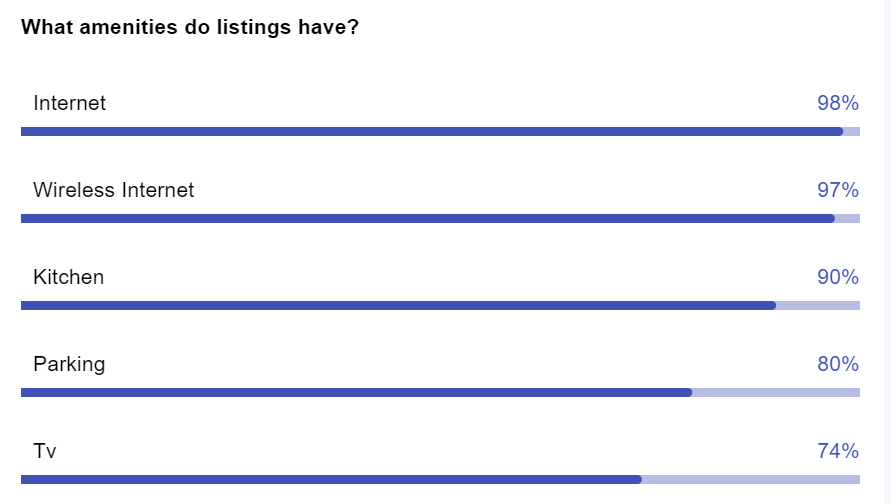 What amenities do listings have?
Internet 98%
Wireless Internet 97%
Kitchen 90%
Parking 80%
Tv 74%